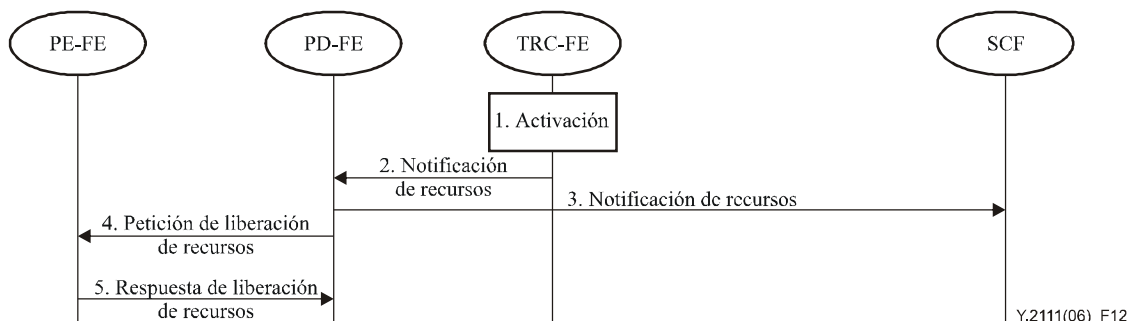 PE-FE
PD-FE
TRC-FE
SCF
1. Activación
2. Notificación
de recursos
3. Notificación de recursos
4. Petición de liberación
de recursos
5. Respuesta de liberación
de recursos
Y.2111(06)_F12